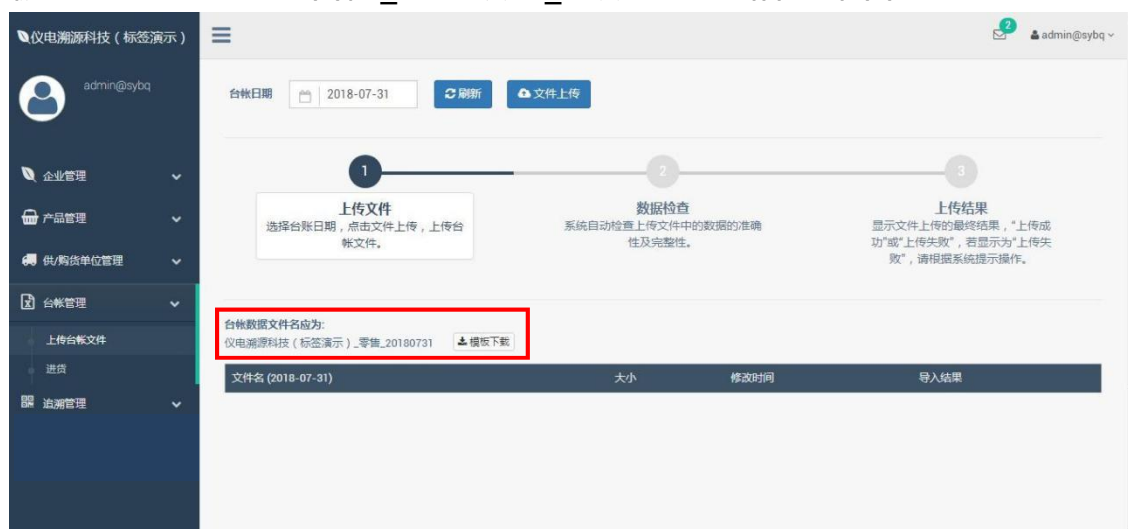 仪电溯源科技（标签演示）
2
admin@sybq
admin@sybq
台帐日期
2018-07-31
刷新
文件上传
企业管理
产品管理
供/购货单位管理
台帐管理
上传台帐文件
进货
追溯管理
1
上传文件
选择台账日期，点击文件上传，上传台
帐文件。
2
数据检查
系统自动检查上传文件中的数据的准确
性及完整性。
3
上传结果
显示文件上传的最终结果，“上传成
功”或“上传失败”，若显示为“上传失
败”，请根据系统提示操作。
台帐数据文件名应为:
仪电溯源科技（标签演示）_零售_20180731
模板下载
文件名 (2018-07-31) 大小 修改时间 导入结果